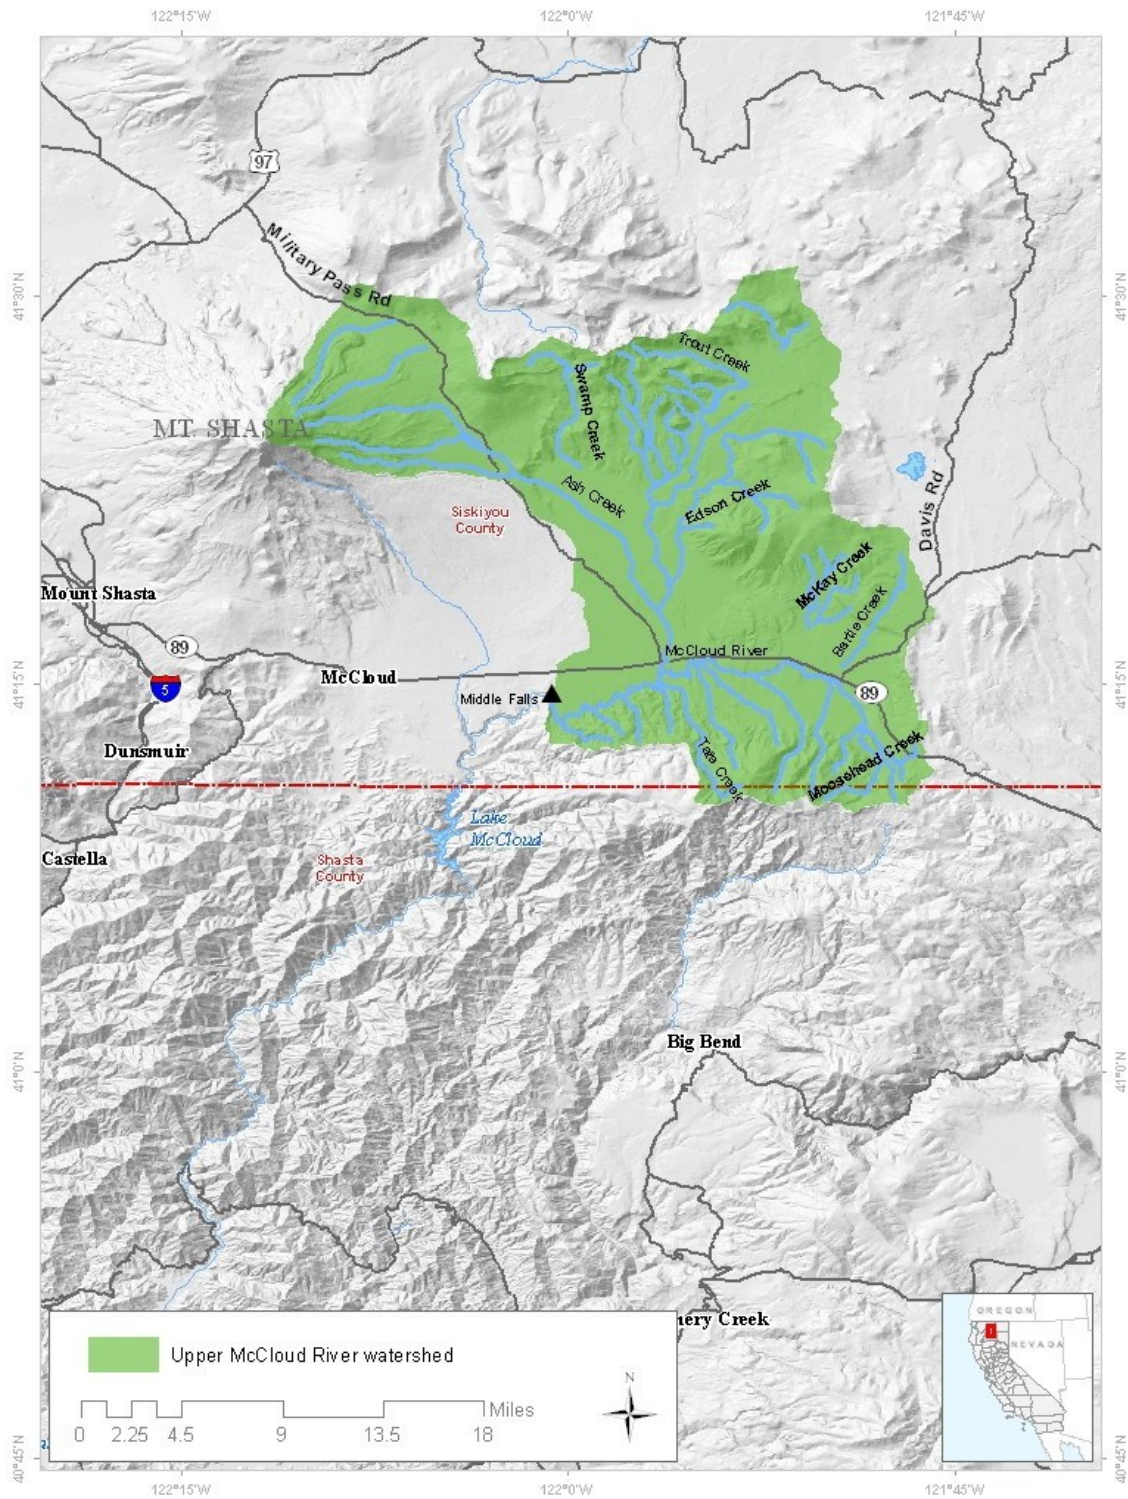 122°15'W
122°0'W
121°45'W
97
Military Pass Rd
41°30'N
41°30'N
Trout Creek
Swamp Creek
MT. SHASTA
Ash Creek
Edson Creek
Davis Rd
Siskiyou
County
McKay Creek
Bartle Creek
Mount Shasta
89
McCloud River
McCloud
5
41°15'N
41°15'N
Middle Falls
89
Dunsmuir
Tate Creek
Moosehead Creek
Lake
McCloud
Castella
Shasta
County
Big Bend
41°0'N
41°0'N
OREGON
NEVADA
1
nery Creek
Upper McCloud River watershed
N
Miles
0 2.25 4.5 9 13.5 18
40°45'N
40°45'N
122°15'W
122°0'W
121°45'W